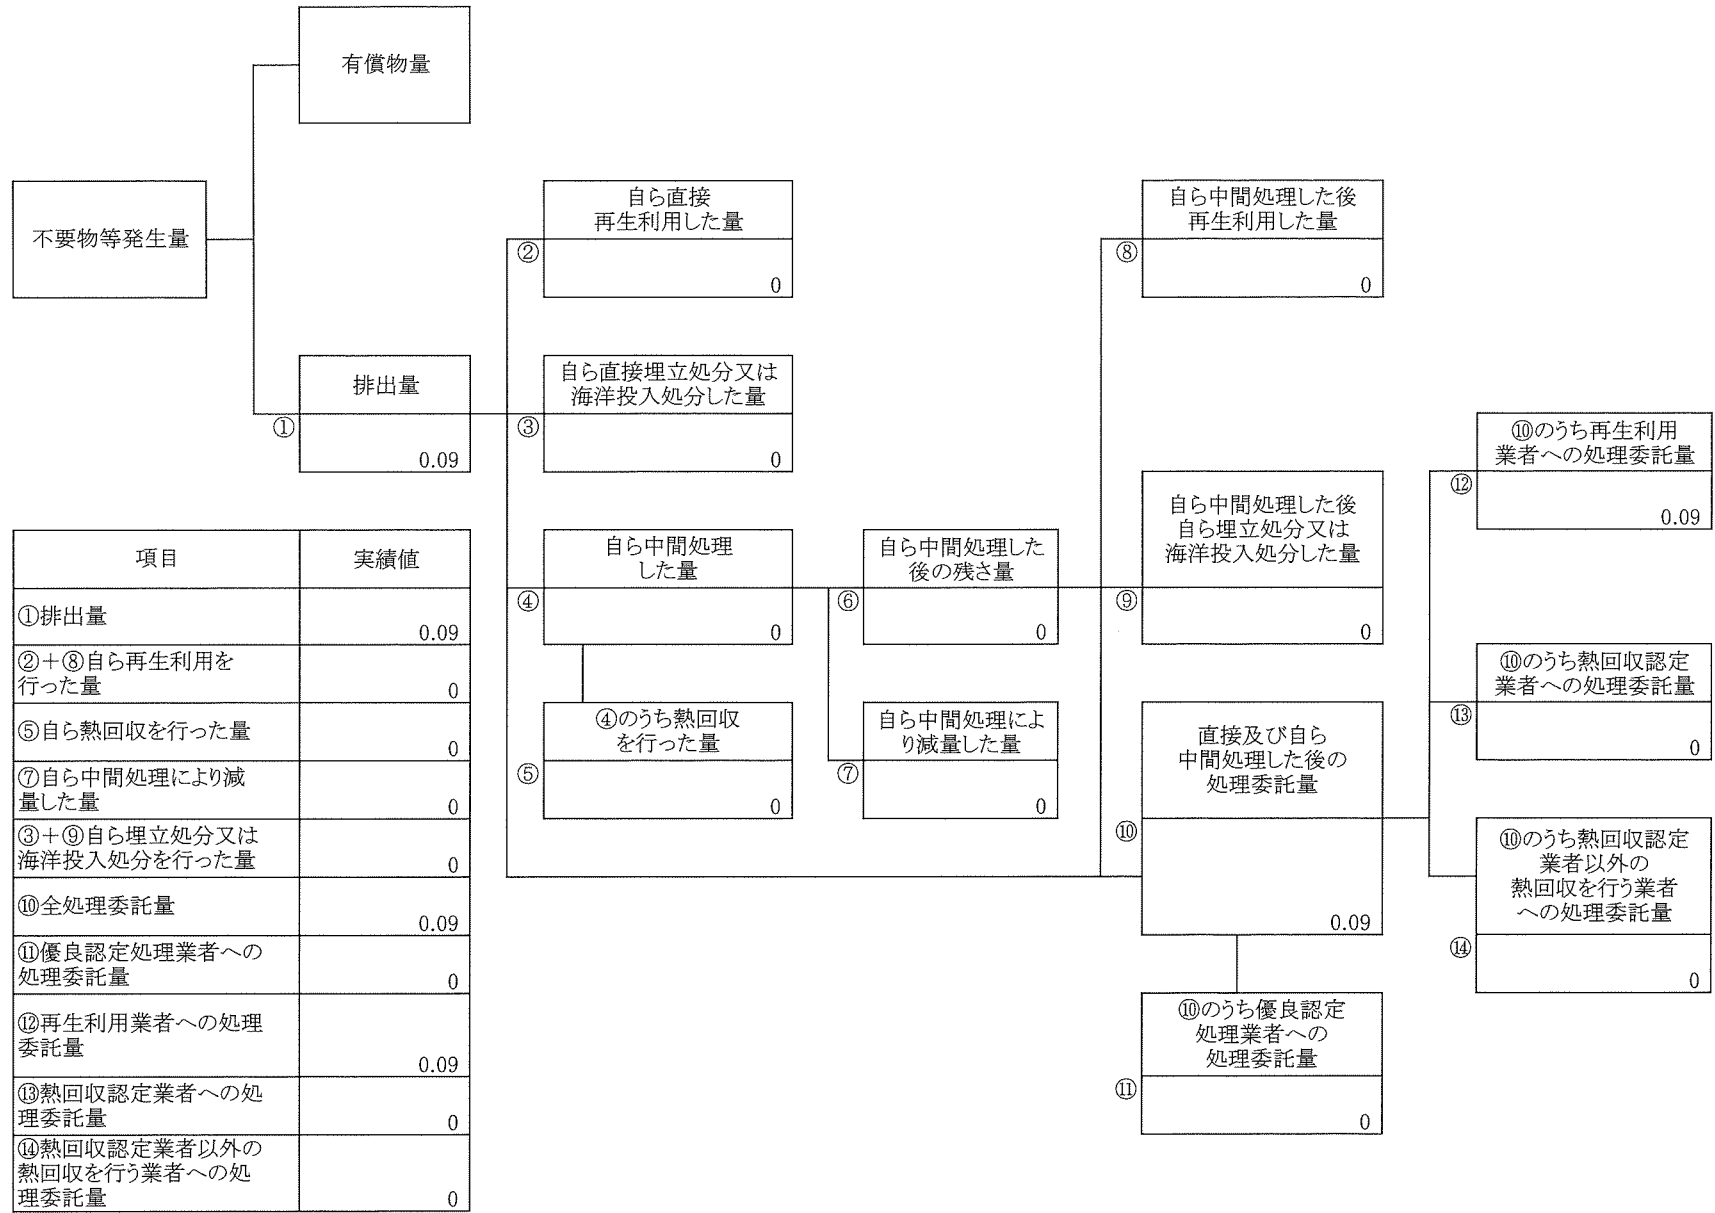 有償物量
不要物等発生量
排出量
①
0.09
自ら直接
再生利用した量
②
0
自ら直接埋立処分又は
海洋投入処分した量
③
0
自ら中間処理
した量
④
0
④のうち熱回収
を行った量
⑤
0
自ら中間処理した
後の残さ量
⑥
0
自ら中間処理によ
り減量した量
⑦
0
自ら中間処理した後
再生利用した量
⑧
0
自ら中間処理した後
自ら埋立処分又は
海洋投入処分した量
⑨
0
直接及び自ら
中間処理した後の
処理委託量
⑩
0.09
⑩のうち優良認定
処理業者への
処理委託量
⑪
0
⑩のうち再生利用
業者への処理委託量
⑫
0.09
⑩のうち熱回収認定
業者への処理委託量
⑬
0
⑩のうち熱回収認定
業者以外の
熱回収を行う業者
への処理委託量
⑭
0
項目 実績値
①排出量
0.09
②＋⑧自ら再生利用を
行った量
0
⑤自ら熱回収を行った量
0
⑦自ら中間処理により減
量した量
0
③＋⑨自ら埋立処分又は
海洋投入処分を行った量
0
⑩全処理委託量
0.09
⑪優良認定処理業者への
処理委託量
0
⑫再生利用業者への処理
委託量
0.09
⑬熱回収認定業者への処
理委託量
0
⑭熱回収認定業者以外の
熱回収を行う業者への処
理委託量
0